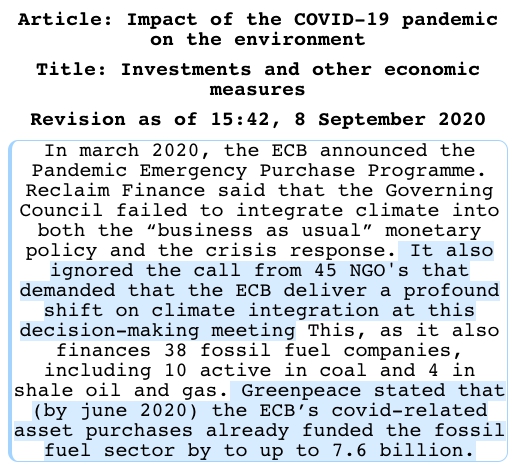 Article: Impact of the COVID-19 pandemic
on the environment
Title: Investments and other economic
measures
Revision as of 15:42, 8 September 2020
In march 2020, the ECB announced the
Pandemic Emergency Purchase Programme.
Reclaim Finance said that the Governing
Council failed to integrate climate into
both the “business as usual” monetary
policy and the crisis response. It also
ignored the call from 45 NGO's that
demanded that the ECB deliver a profound
shift on climate integration at this
decision-making meeting This, as it also
finances 38 fossil fuel companies,
including 10 active in coal and 4 in
shale oil and gas. Greenpeace stated that
(by june 2020) the ECB’s covid-related
asset purchases already funded the fossil
fuel sector by to up to 7.6 billion.